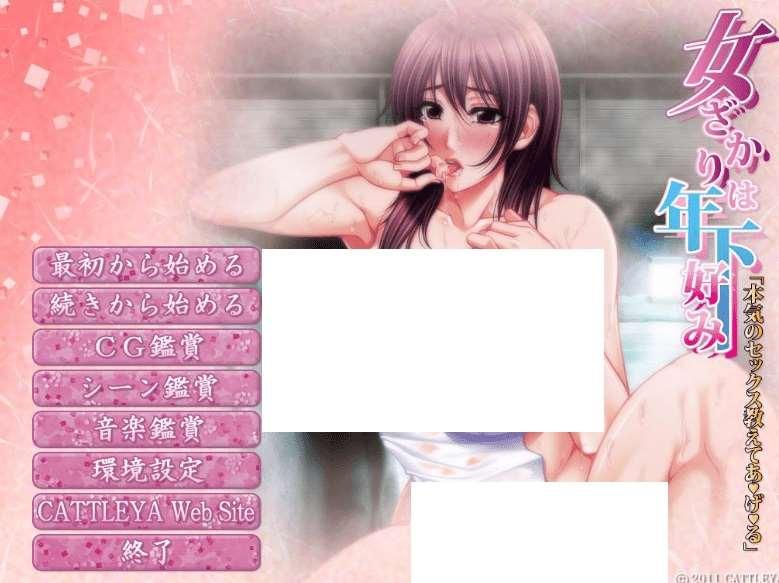 女ざかりは
年下好み
「本気のセックス教えてあ♥げ♥る」
最初から始める
続きから始める
CG鑑賞
シーン鑑賞
音楽鑑賞
環境設定
CATTLEYA Web Site
終了
© 2011 CATTLEY